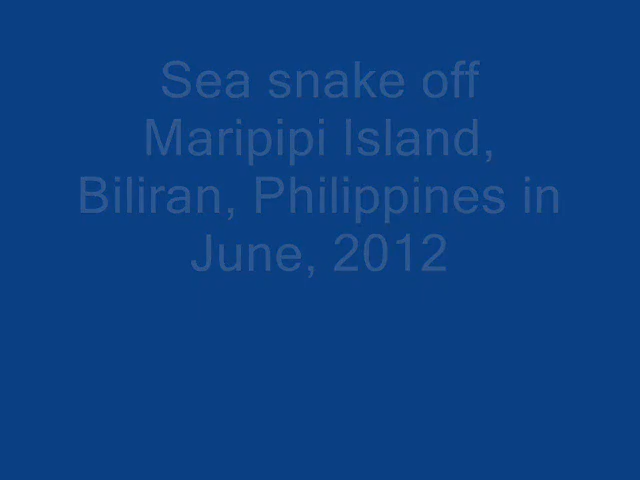 Sea snake off
Maripipi Island,
Biliran, Philippines in
June, 2012